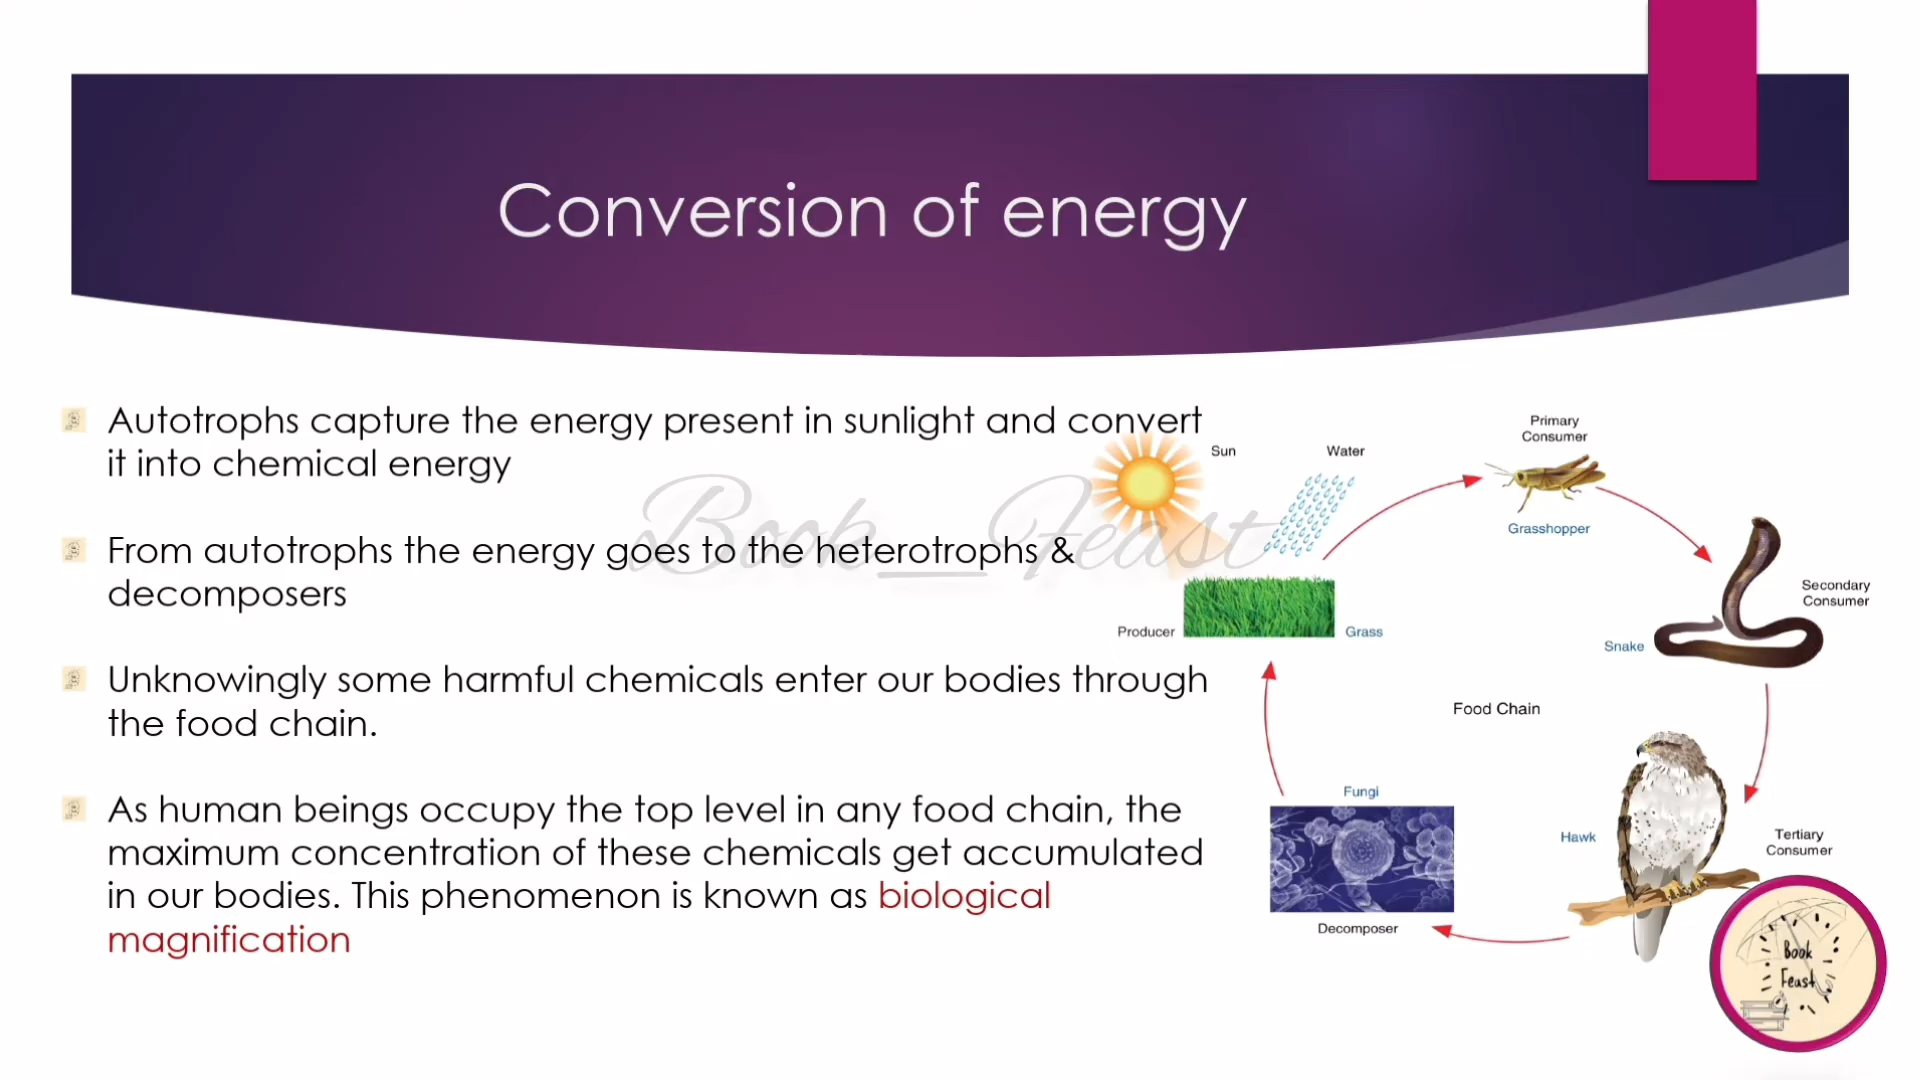 Conversion of energy
Autotrophs capture the energy present in sunlight and convert
it into chemical energy
From autotrophs the energy goes to the heterotrophs &
decomposers
Unknowingly some harmful chemicals enter our bodies through
the food chain.
As human beings occupy the top level in any food chain, the
maximum concentration of these chemicals get accumulated
in our bodies. This phenomenon is known as biological
magnification
Book_Feast
Sun
Water
Primary
Consumer
Grasshopper
Secondary
Consumer
Snake
Producer
Grass
Food Chain
Fungi
Decomposer
Hawk
Tertiary
Consumer
Book
Feast